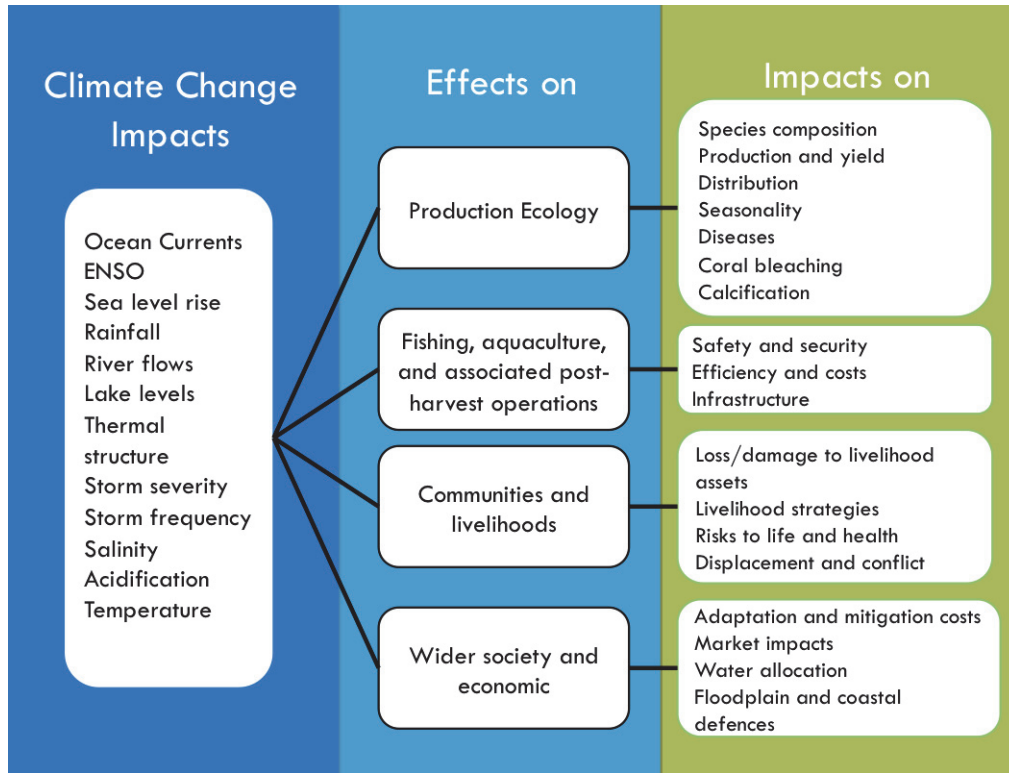 Climate Change
Impacts
Ocean Currents
ENSO
Sea level rise
Rainfall
River flows
Lake levels
Thermal
structure
Storm severity
Storm frequency
Salinity
Acidification
Temperature
Effects on
Production Ecology
Fishing, aquaculture,
and associated post-
harvest operations
Communities and
livelihoods
Wider society and
economic
Impacts on
Species composition
Production and yield
Distribution
Seasonality
Diseases
Coral bleaching
Calcification
Safety and security
Efficiency and costs
Infrastructure
Loss/damage to livelihood
assets
Livelihood strategies
Risks to life and health
Displacement and conflict
Adaptation and mitigation costs
Market impacts
Water allocation
Floodplain and coastal
defences